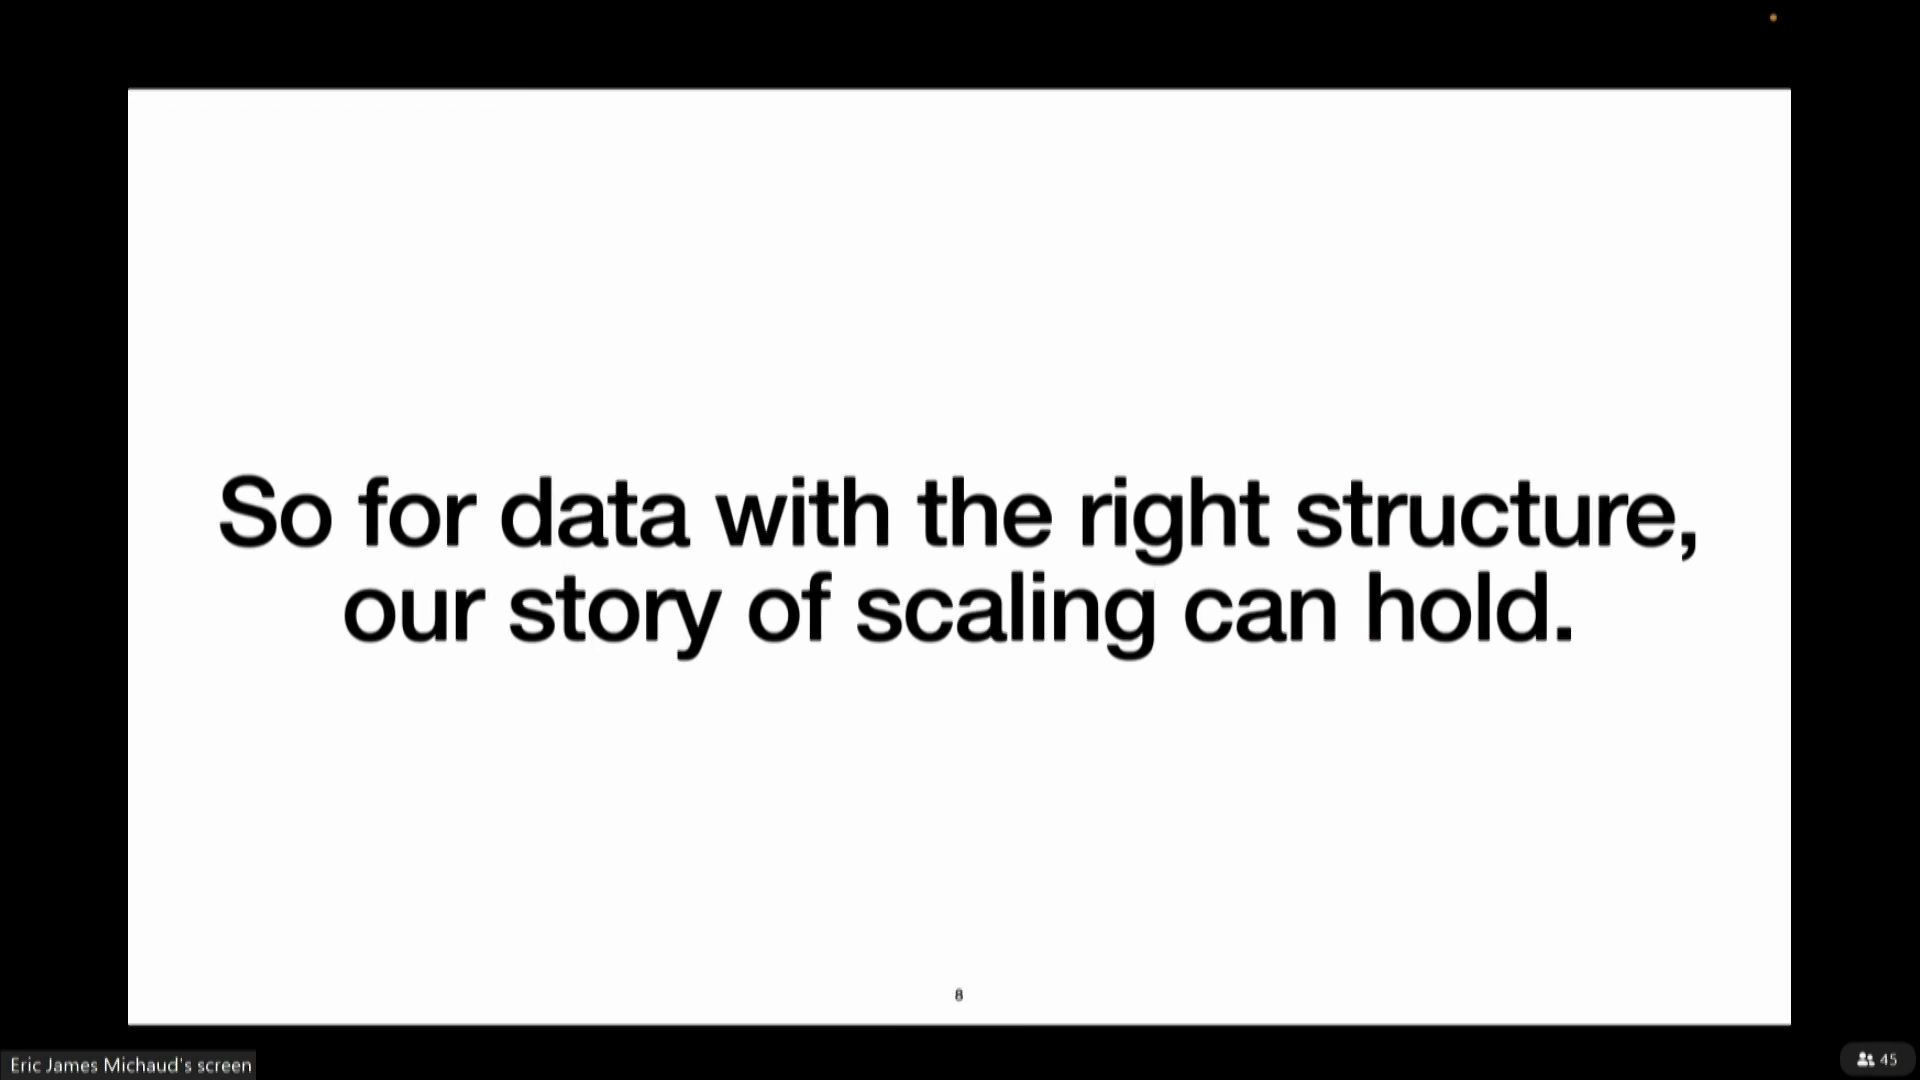 So for data with the right structure,
our story of scaling can hold.
8
Eric James Michaud's screen
45